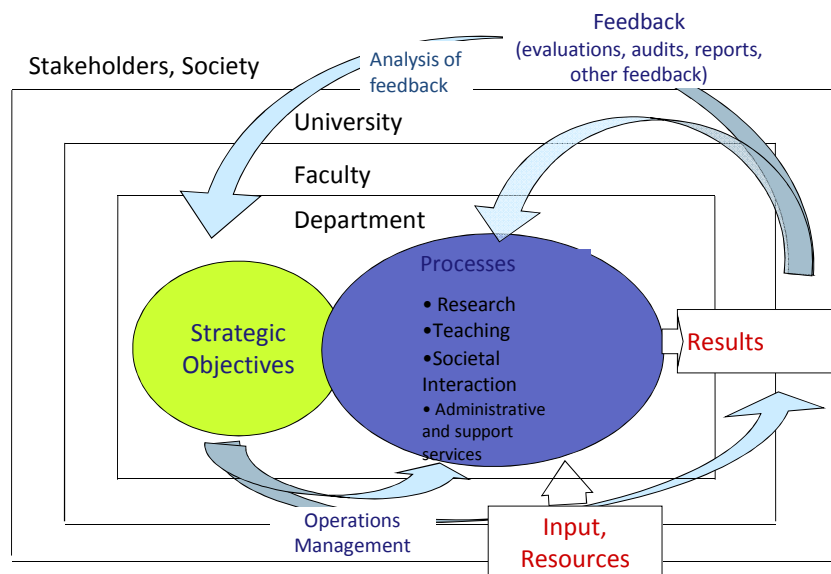 Feedback
(evaluations, audits, reports,
other feedback)
Analysis of
feedback
Stakeholders, Society
University
Faculty
Department
Processes
• Research
•Teaching
•Societal
Interaction
• Administrative
and support
services
Strategic
Objectives
Results
Operations
Management
Input,
Resources